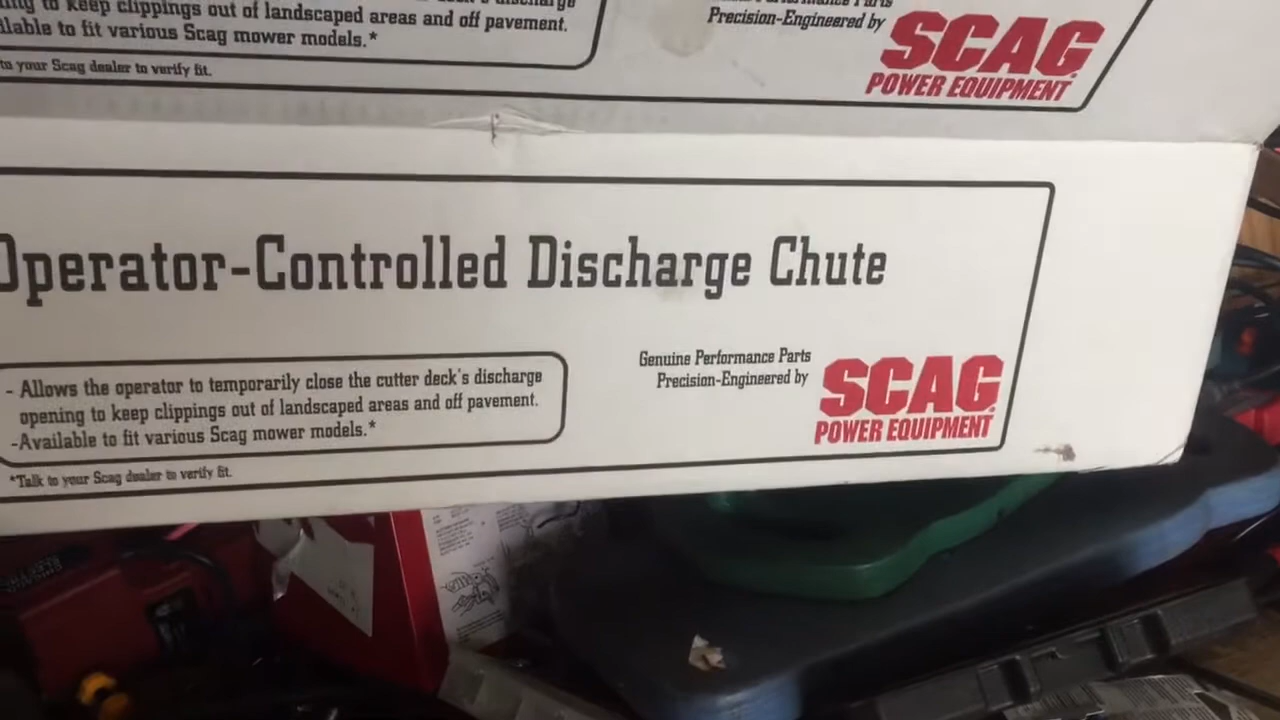 to keep clippings out of landscaped areas and off pavement.
to fit various Scag mower models.*
to your Scag dealer to verify fit.
Precision-Engineered by
SCAG
POWER EQUIPMENT
Operator-Controlled Discharge Chute
- Allows the operator to temporarily close the cutter deck's discharge
opening to keep clippings out of landscaped areas and off pavement.
-Available to fit various Scag mower models.*
*Talk to your Scag dealer to verify fit.
Genuine Performance Parts
Precision-Engineered by
SCAG
POWER EQUIPMENT